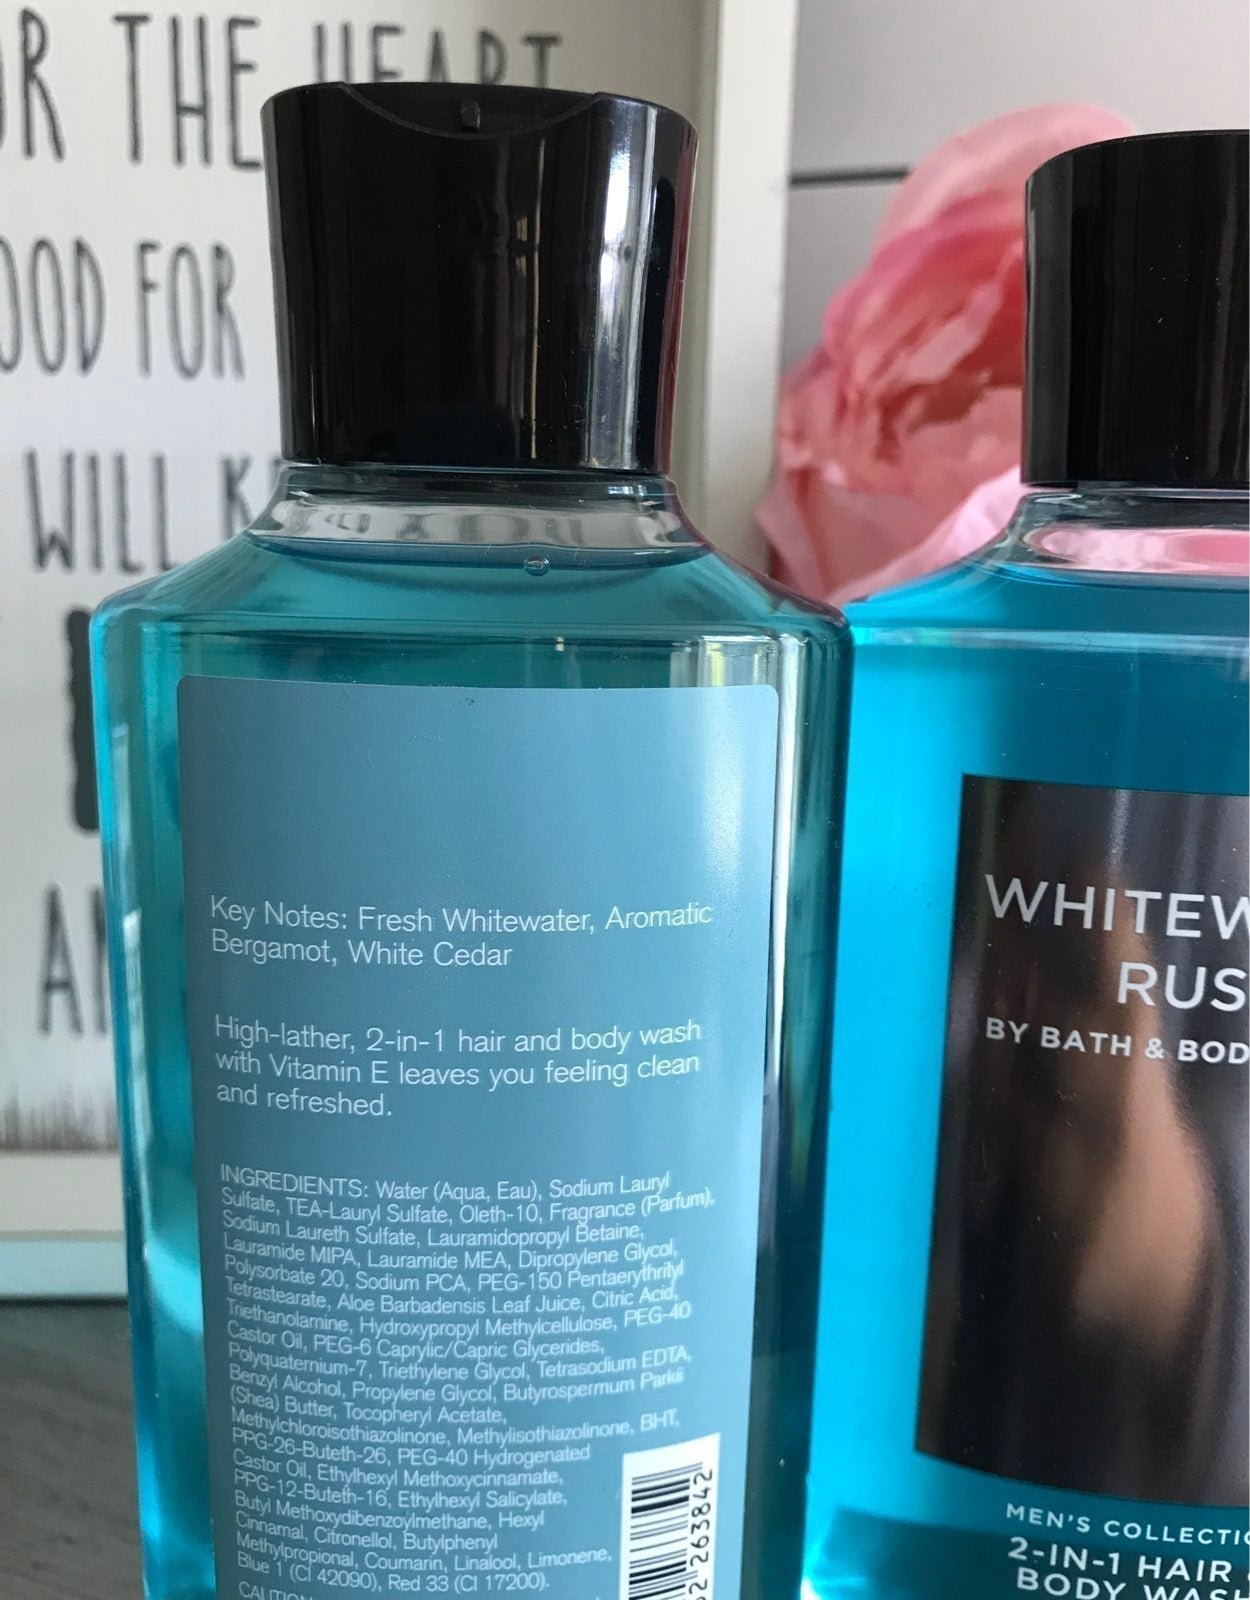 OR THE HEART
OOD FOR
WILL
Key Notes: Fresh Whitewater, Aromatic
Bergamot, White Cedar
High-lather, 2-in-1 hair and body wash
with Vitamin E leaves you feeling clean
and refreshed.
INGREDIENTS: Water (Aqua, Eau), Sodium Lauryl
Sulfate, TEA-Lauryl Sulfate, Oleth-10, Fragrance (Parfum),
Sodium Laureth Sulfate, Lauramidopropyl Betaine,
Lauramide MIPA, Lauramide MEA, Dipropylene Glycol,
Polysorbate 20, Sodium PCA, PEG-150 Pentaerythrityl
Tetrastearate, Aloe Barbadensis Leaf Juice, Citric Acid,
Triethanolamine, Hydroxypropyl Methylcellulose, PEG-40
Castor Oil, PEG-6 Caprylic/Capric Glycerides,
Polyquaternium-7, Triethylene Glycol, Tetrasodium EDTA,
Benzyl Alcohol, Propylene Glycol, Butyrospermum Parkii
(Shea) Butter, Tocopheryl Acetate,
Methylchloroisothiazolinone, Methylisothiazolinone, BHT,
PPG-26-Buteth-26, PEG-40 Hydrogenated
Castor Oil, Ethylhexyl Methoxycinnamate,
PPG-12-Buteth-16, Ethylhexyl Salicylate,
Butyl Methoxydibenzoylmethane, Hexyl
Cinnamal, Citronellol, Butylphenyl
Methylpropional, Coumarin, Linalool, Limonene,
Blue 1 (CI 42090), Red 33 (CI 17200).
CAUTION
2-263842
WHITEW
RUS
BY BATH & BOD
MEN'S COLLECTIO
2-IN-1 HAIR
BODY WASH